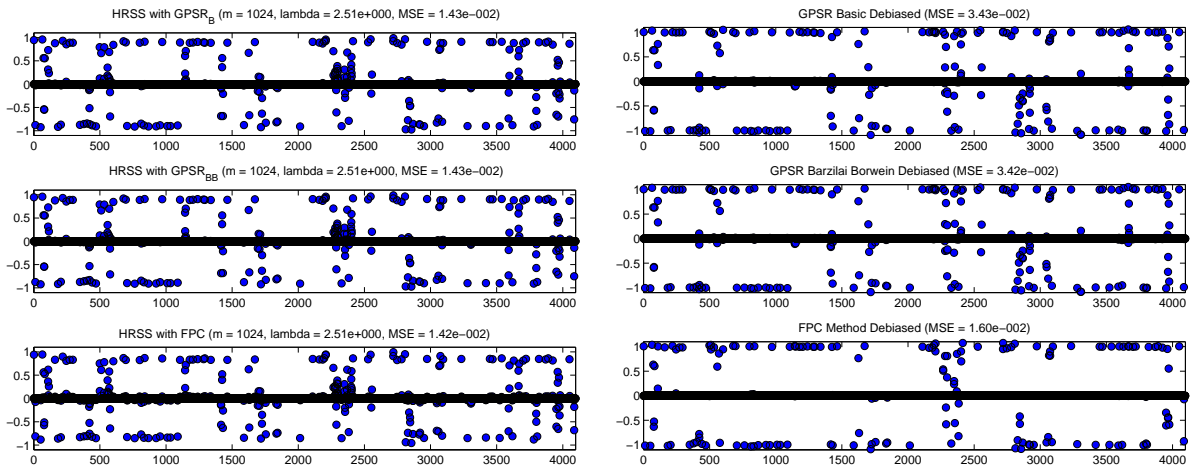 HRSS with GPSR_B (m = 1024, lambda = 2.51e+000, MSE = 1.43e-002)
1
0.5
0
−0.5
−1
0 500 1000 1500 2000 2500 3000 3500 4000
GPSR Basic Debiased (MSE = 3.43e-002)
1
0.5
0
−0.5
−1
0 500 1000 1500 2000 2500 3000 3500 4000
HRSS with GPSR_BB (m = 1024, lambda = 2.51e+000, MSE = 1.43e-002)
1
0.5
0
−0.5
−1
0 500 1000 1500 2000 2500 3000 3500 4000
GPSR Barzilai Borwein Debiased (MSE = 3.42e-002)
1
0.5
0
−0.5
−1
0 500 1000 1500 2000 2500 3000 3500 4000
HRSS with FPC (m = 1024, lambda = 2.51e+000, MSE = 1.42e-002)
1
0.5
0
−0.5
−1
0 500 1000 1500 2000 2500 3000 3500 4000
FPC Method Debiased (MSE = 1.60e-002)
1
0.5
0
−0.5
−1
0 500 1000 1500 2000 2500 3000 3500 4000